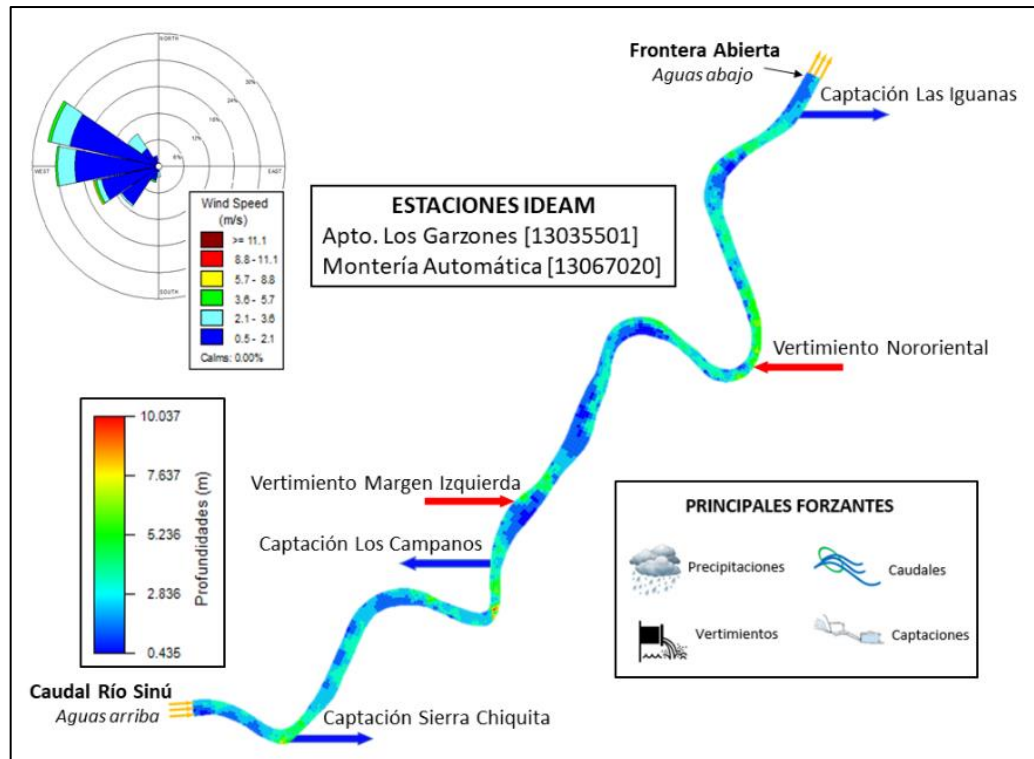 NORTH
30%
24%
18%
12%
6%
WEST
EAST
SOUTH
Wind Speed
(m/s)
>= 11.1
8.8 - 11.1
5.7 - 8.8
3.6 - 5.7
2.1 - 3.6
0.5 - 2.1
Calms: 0.00%
Frontera Abierta
Aguas abajo
Captación Las Iguanas
ESTACIONES IDEAM
Apto. Los Garzones [13035501]
Montería Automática [13067020]
Vertimiento Nororiental
10.037
7.637
5.236
2.836
0.435
Profundidades (m)
Vertimiento Margen Izquierda
Captación Los Campanos
PRINCIPALES FORZANTES
Precipitaciones
Caudales
Vertimientos
Captaciones
Caudal Río Sinú
Aguas arriba
Captación Sierra Chiquita